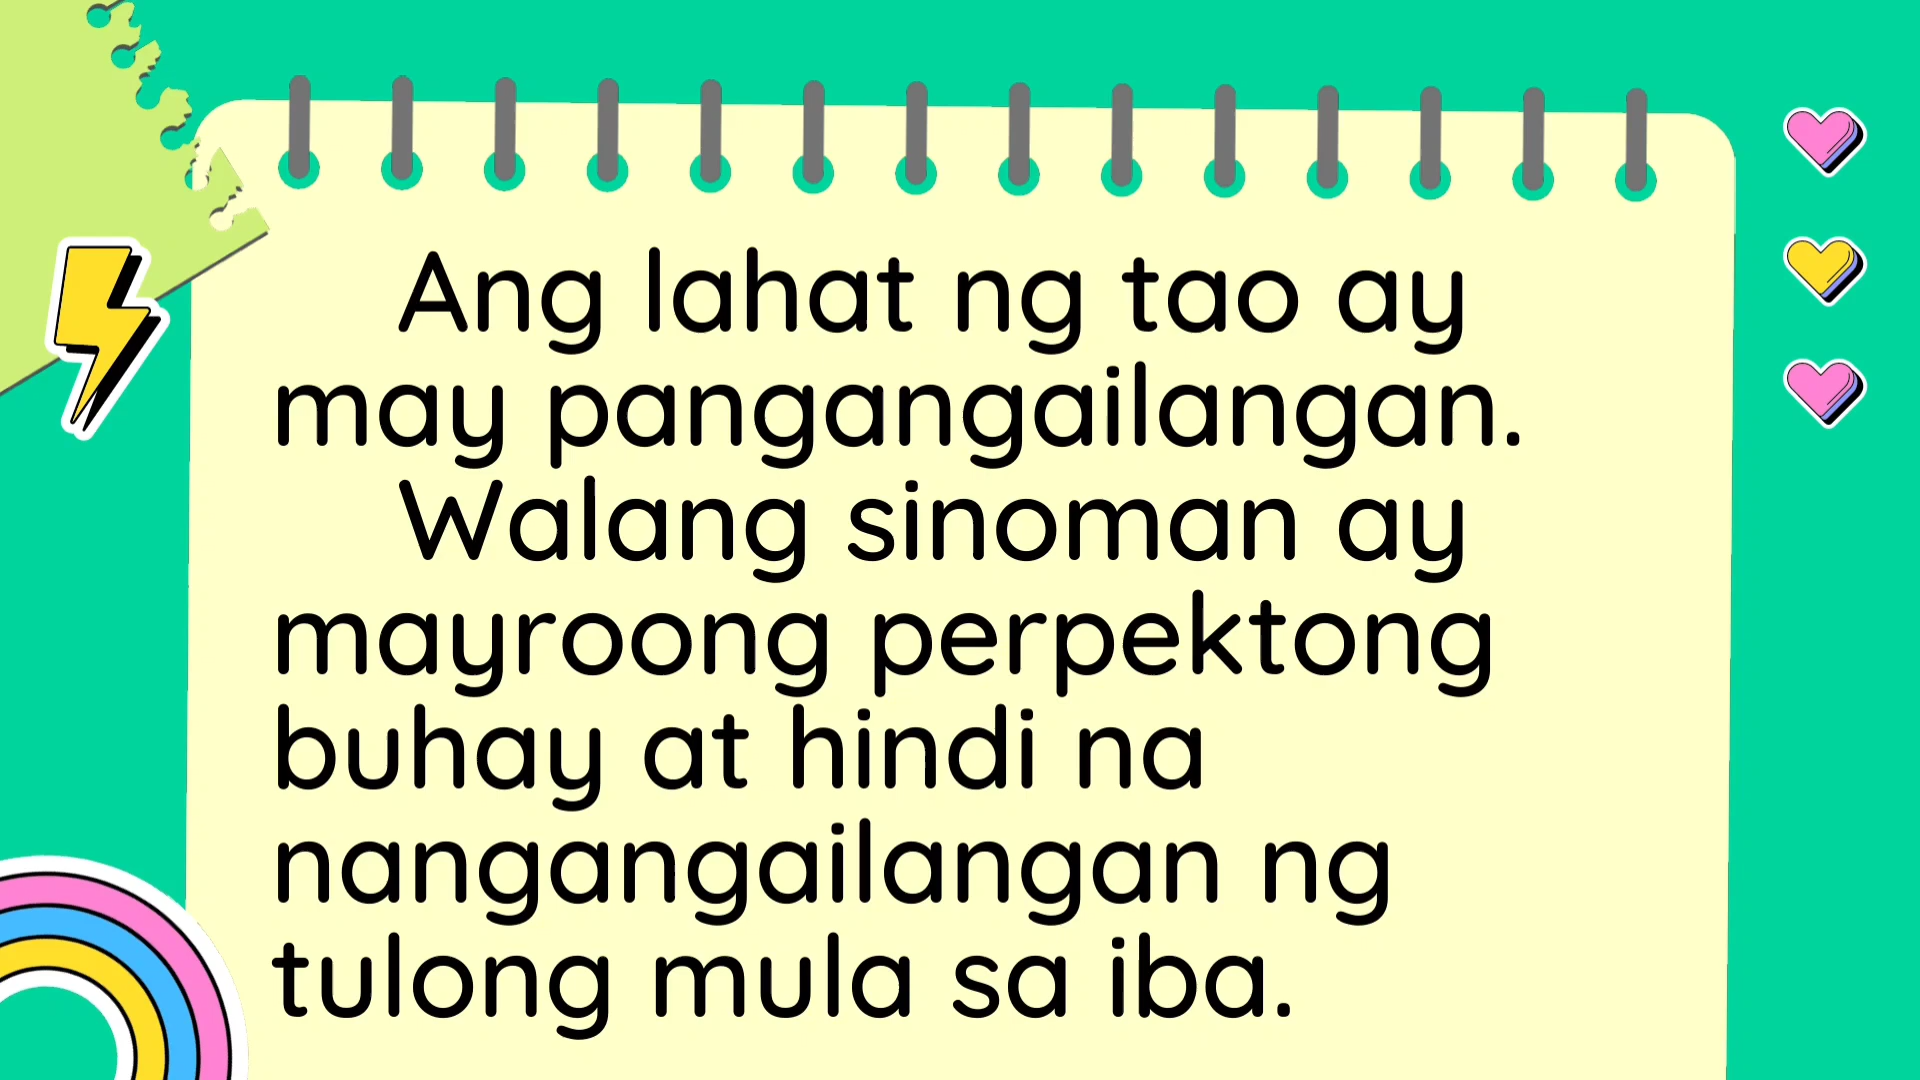 Ang lahat ng tao ay
may pangangailangan.
Walang sinoman ay
mayroong perpektong
buhay at hindi na
nangangailangan ng
tulong mula sa iba.